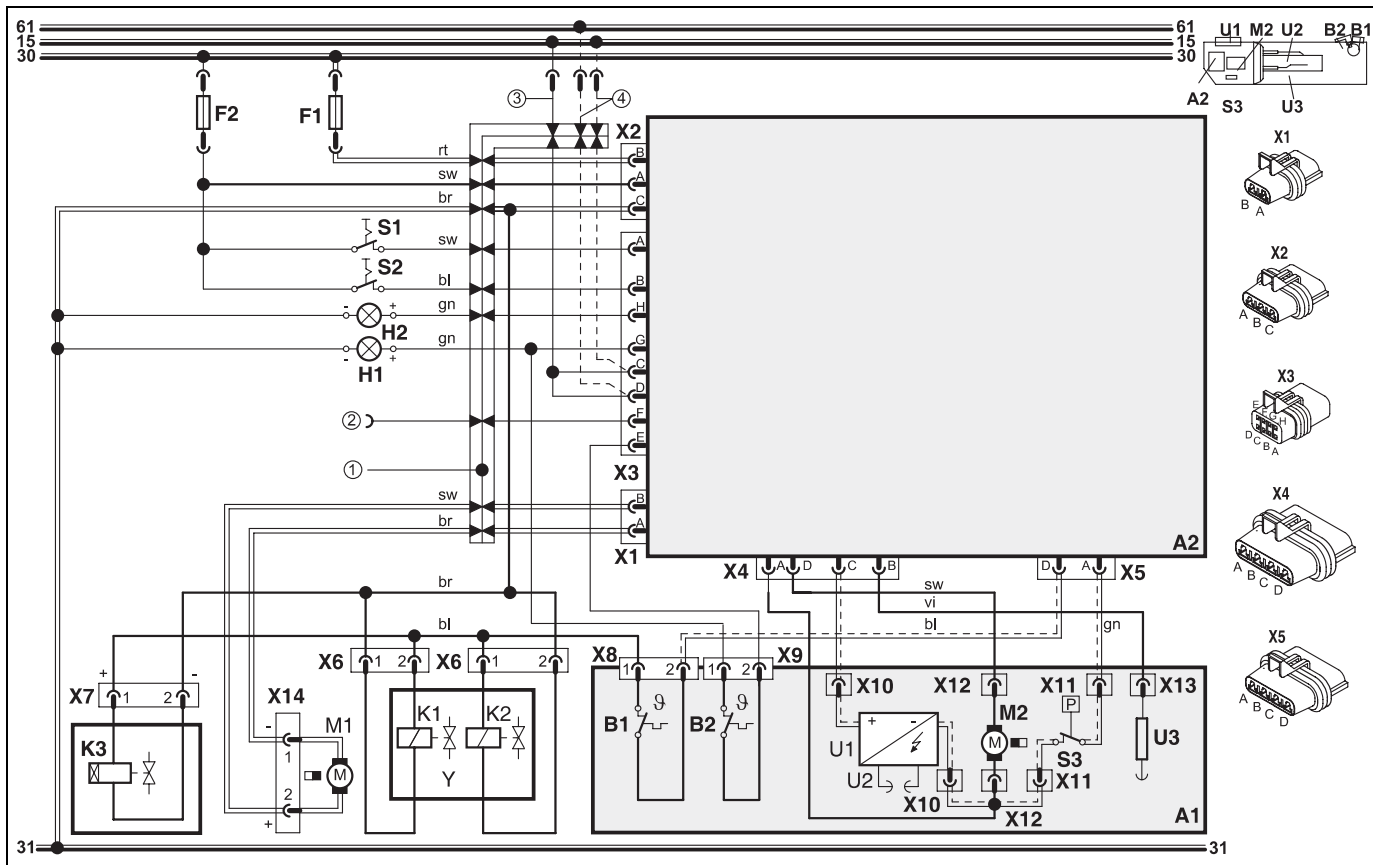 61 61
15 15
30 30
U1 M2 U2 B2 B1
A2 S3 U3
F2 F1 3 4
X2
rt B
sw A
br C
S1 sw A
S2 bl B
- + gn H
H2
gn G
- +
H1
C
D
2 F
E
X3
1
sw B
br A
X1
A2
X4 A D C B D A X5
sw
vi
br bl gn
bl
X6 1 2 X6 1 2
X8 1 2 1 2 X9
+ -
X7 1 2
X14
X10 X12 X11 X13
- M1
1
K3 M
2
+
K1 K2
Y
ϑ ϑ
B1 B2
+ -
U1
U2
M2
M
P
S3
U3
X10 X11
X12
A1
31 31
X1
B A
X2
A B C
X3
E F G H
D C B A
X4
A B C D
X5
A B C D